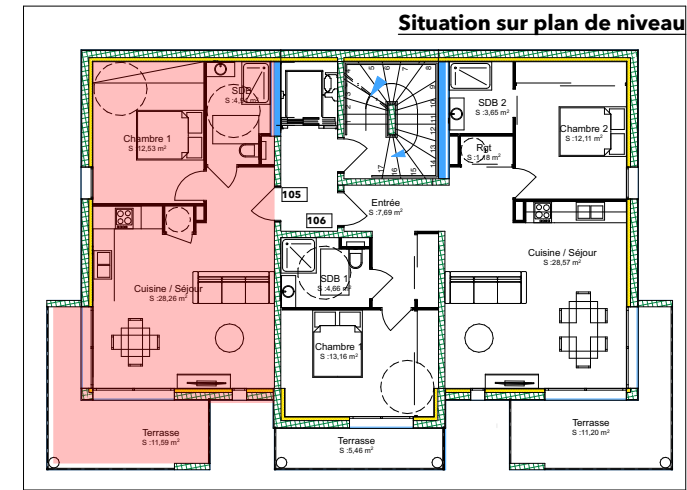 Situation sur plan de niveau
SDB
Chambre 1
S :12,53 m²
SDB 2
S :3,65 m²
Chambre 2
S :12,11 m²
Rgt
S :1,18 m²
105
106
Entrée
S :7,69 m²
Cuisine / Séjour
S :28,26 m²
SDB 1
S :4,66 m²
Cuisine / Séjour
S :28,57 m²
Chambre 1
S :13,16 m²
Terrasse
S :11,59 m²
Terrasse
S :5,46 m²
Terrasse
S :11,20 m²